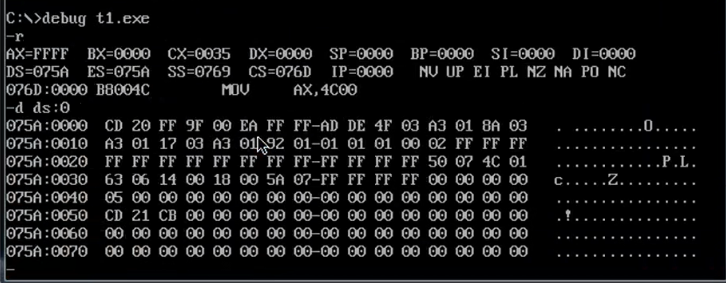 C:\>debug t1.exe
-r
AX=FFFF  BX=0000  CX=0035  DX=0000  SP=0000  BP=0000  SI=0000  DI=0000
DS=075A  ES=075A  SS=0769  CS=076D  IP=0000   NV UP EI PL NZ NA PO NC
076D:0000 B8004C        MOV     AX,4C00
-d ds:0
075A:0000  CD 20 FF 9F 00 EA FF FF-AD DE 4F 03 A3 01 8A 03   . ........O.....
075A:0010  A3 01 17 03 A3 01 92 01-01 01 01 00 02 FF FF FF   ................
075A:0020  FF FF FF FF FF FF FF FF-FF FF FF FF 50 07 4C 01   ............P.L.
075A:0030  63 06 14 00 18 00 5A 07-FF FF FF FF 00 00 00 00   c.....Z.........
075A:0040  05 00 00 00 00 00 00 00-00 00 00 00 00 00 00 00   ................
075A:0050  CD 21 CB 00 00 00 00 00-00 00 00 00 00 00 00 00   .!..............
075A:0060  00 00 00 00 00 00 00 00-00 00 00 00 00 00 00 00   ................
075A:0070  00 00 00 00 00 00 00 00-00 00 00 00 00 00 00 00   ................
-